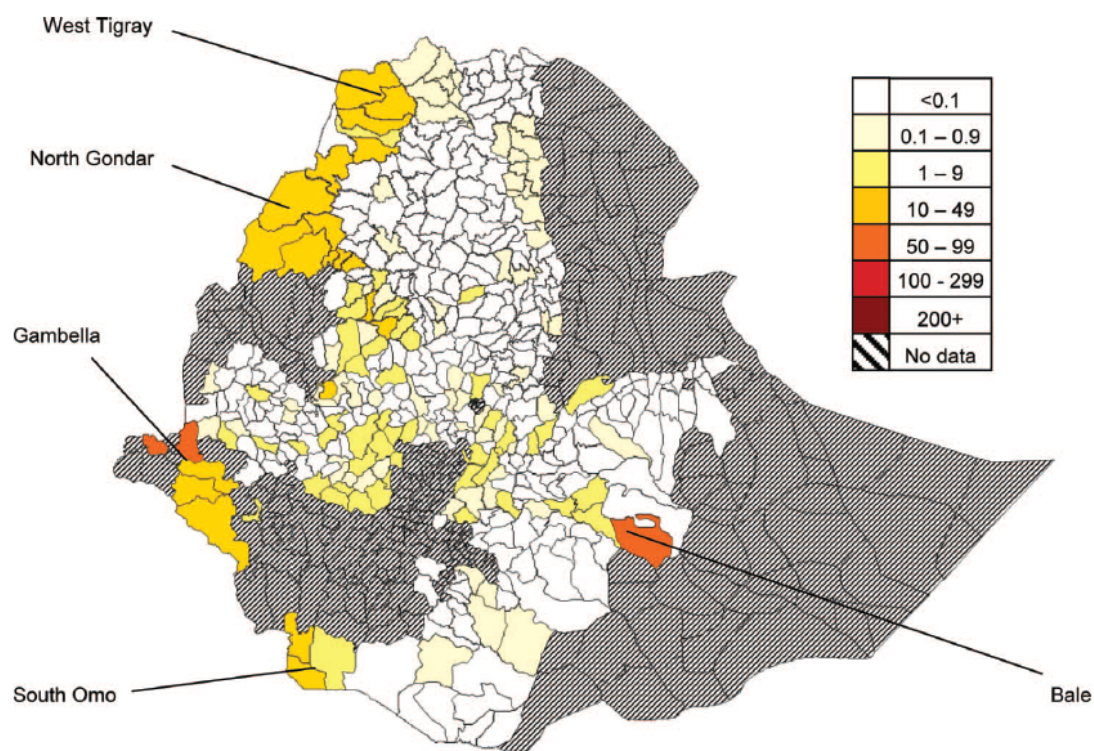 West Tigray
North Gondar
Gambella
South Omo
Bale
<0.1
0.1 – 0.9
1 – 9
10 – 49
50 – 99
100 - 299
200+
No data